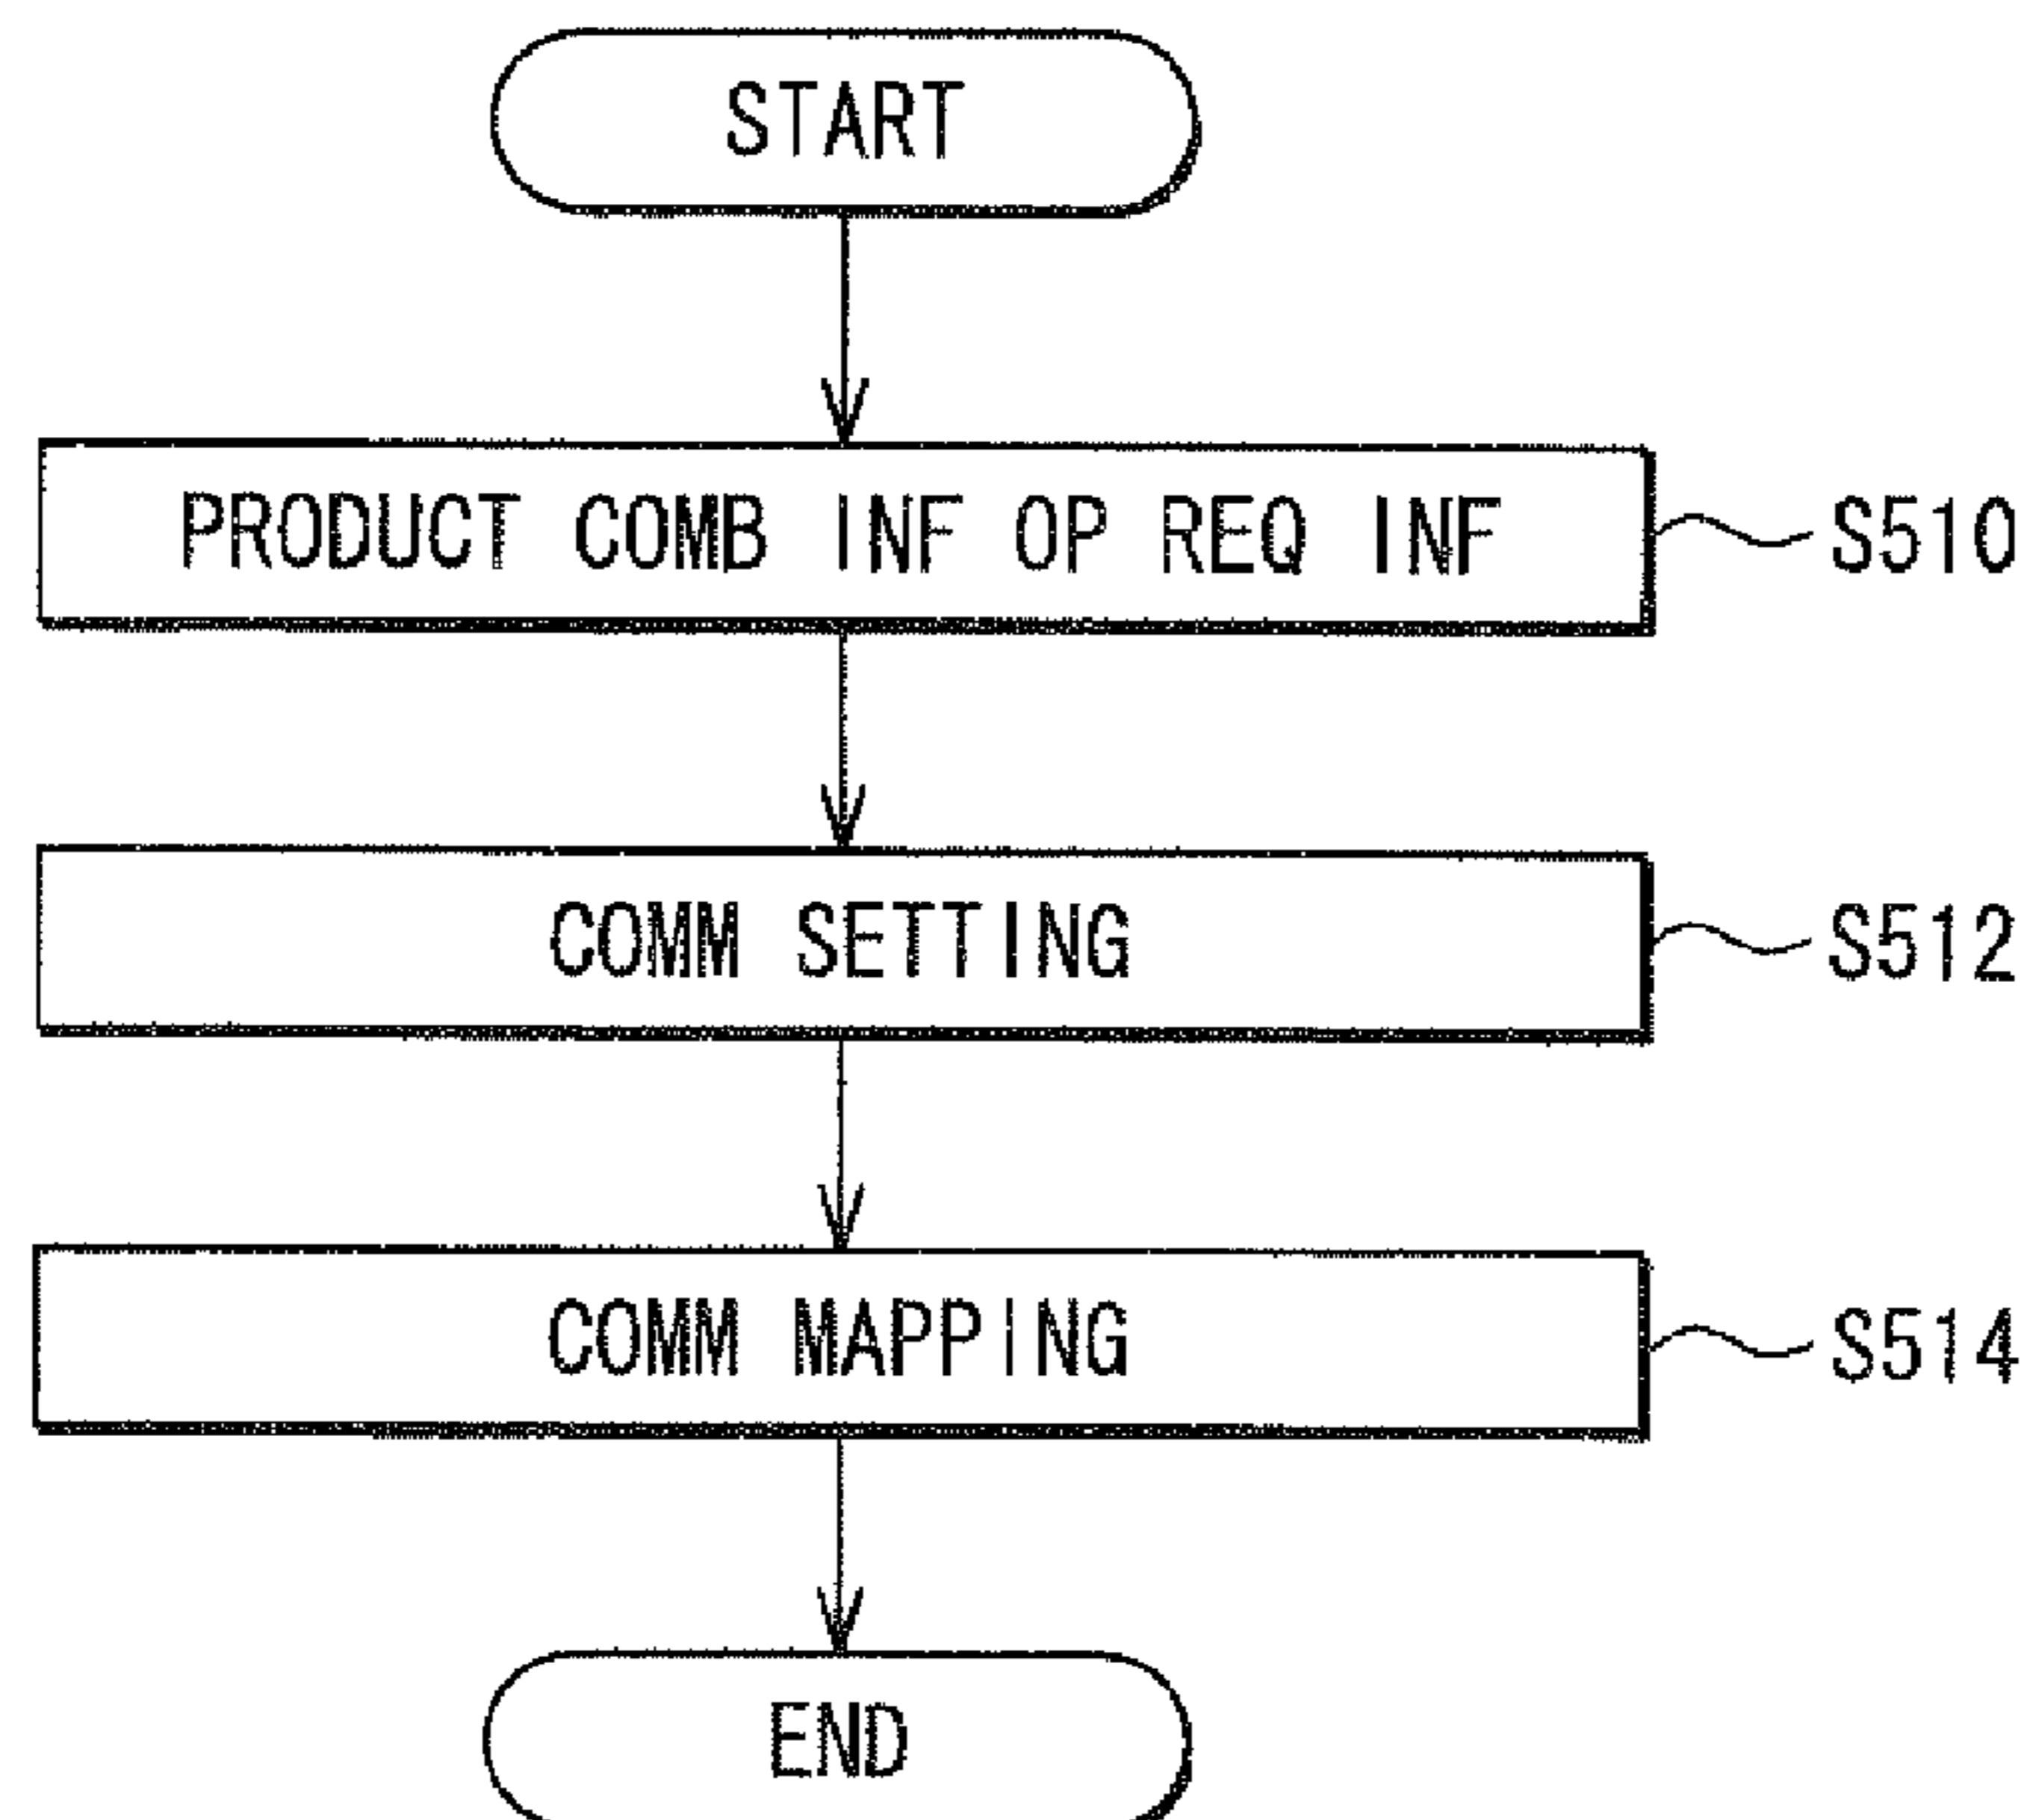 START
PRODUCT COMB INF OP REQ INF
S510
COMM SETTING
S512
COMM MAPPING
S514
END